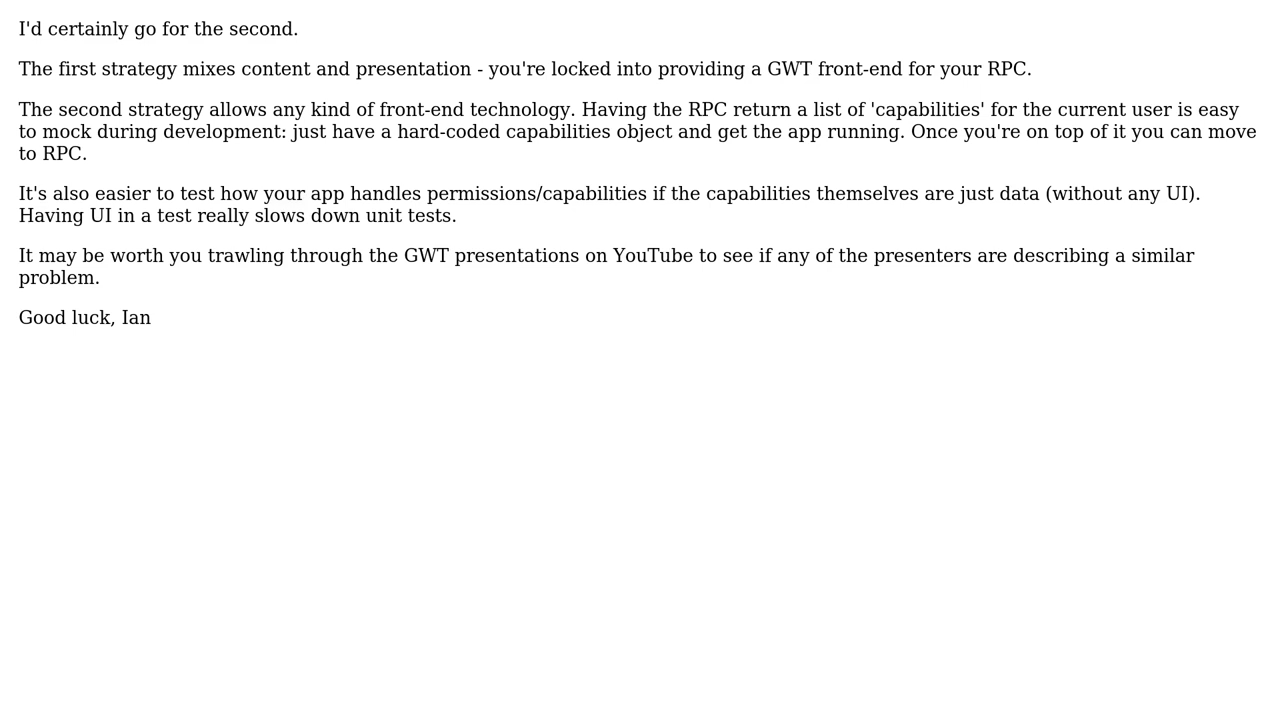 I'd certainly go for the second.
The first strategy mixes content and presentation - you're locked into providing a GWT front-end for your RPC.
The second strategy allows any kind of front-end technology. Having the RPC return a list of 'capabilities' for the current user is easy
to mock during development: just have a hard-coded capabilities object and get the app running. Once you're on top of it you can move
to RPC.
It's also easier to test how your app handles permissions/capabilities if the capabilities themselves are just data (without any UI).
Having UI in a test really slows down unit tests.
It may be worth you trawling through the GWT presentations on YouTube to see if any of the presenters are describing a similar
problem.
Good luck, Ian